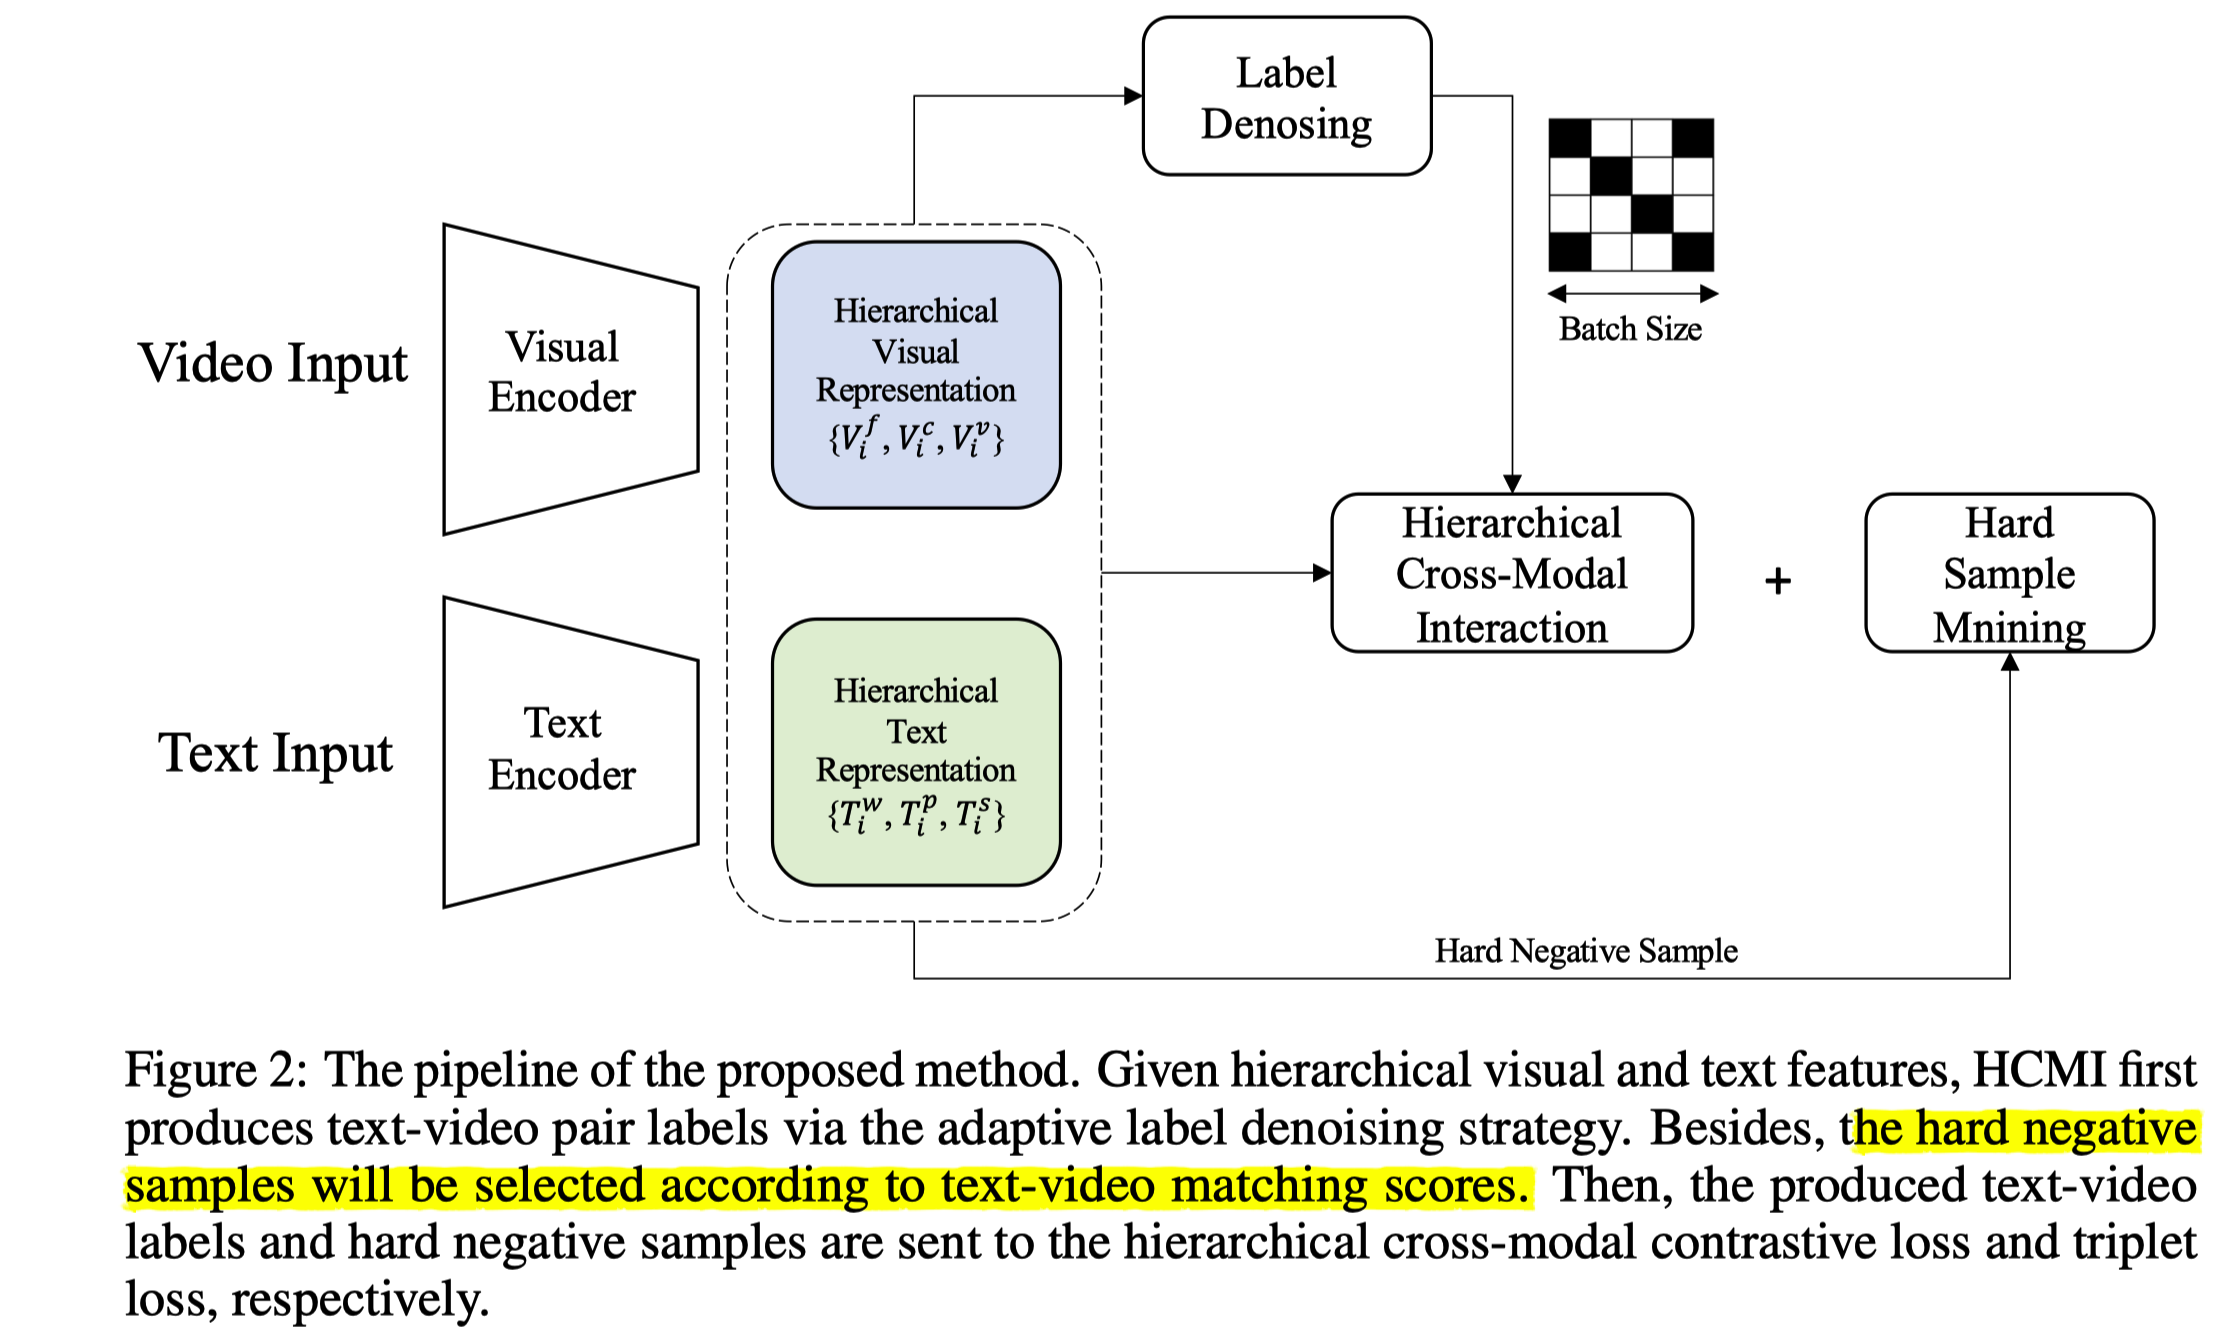 Label
Denosing
Batch Size
Video Input
Visual
Encoder
Hierarchical
Visual
Representation
{V_i^f, V_i^c, V_i^v}
Text Input
Text
Encoder
Hierarchical
Text
Representation
{T_i^w, T_i^p, T_i^s}
Hierarchical
Cross-Modal
Interaction
+
Hard
Sample
Mnining
Hard Negative Sample
Figure 2: The pipeline of the proposed method. Given hierarchical visual and text features, HCMI first
produces text-video pair labels via the adaptive label denoising strategy. Besides, the hard negative
samples will be selected according to text-video matching scores. Then, the produced text-video
labels and hard negative samples are sent to the hierarchical cross-modal contrastive loss and triplet
loss, respectively.